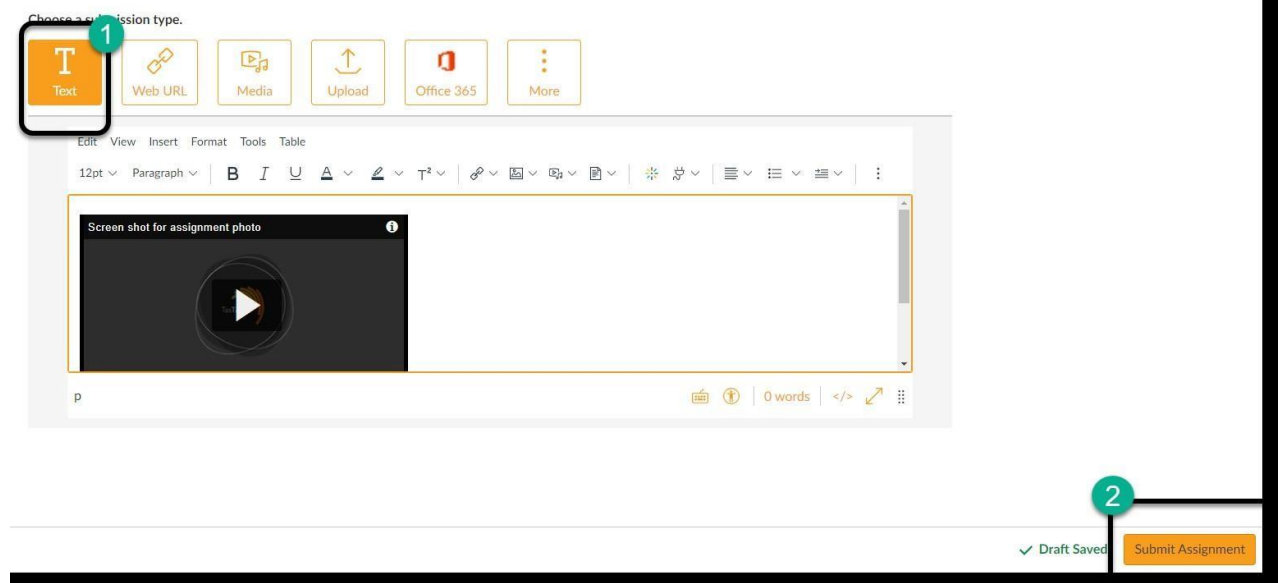 Choose a submission type.
1
T
Text
Web URL
Media
Upload
Office 365
More
Edit View Insert Format Tools Table
12pt Paragraph B I U A T²
Screen shot for assignment photo
p
0 words </>
2
Draft Saved
Submit Assignment